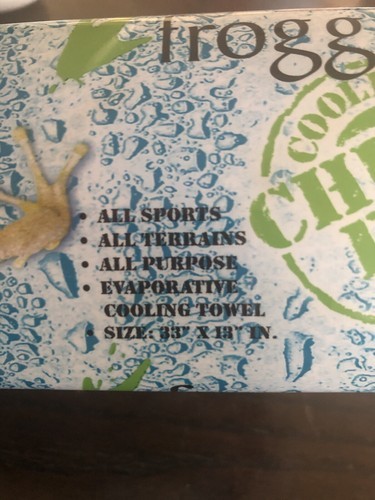 frogg
COOL
CH
• ALL SPORTS
• ALL TERRAINS
• ALL PURPOSE
• EVAPORATIVE
COOLING TOWEL
• SIZE: 33" X 13" IN.